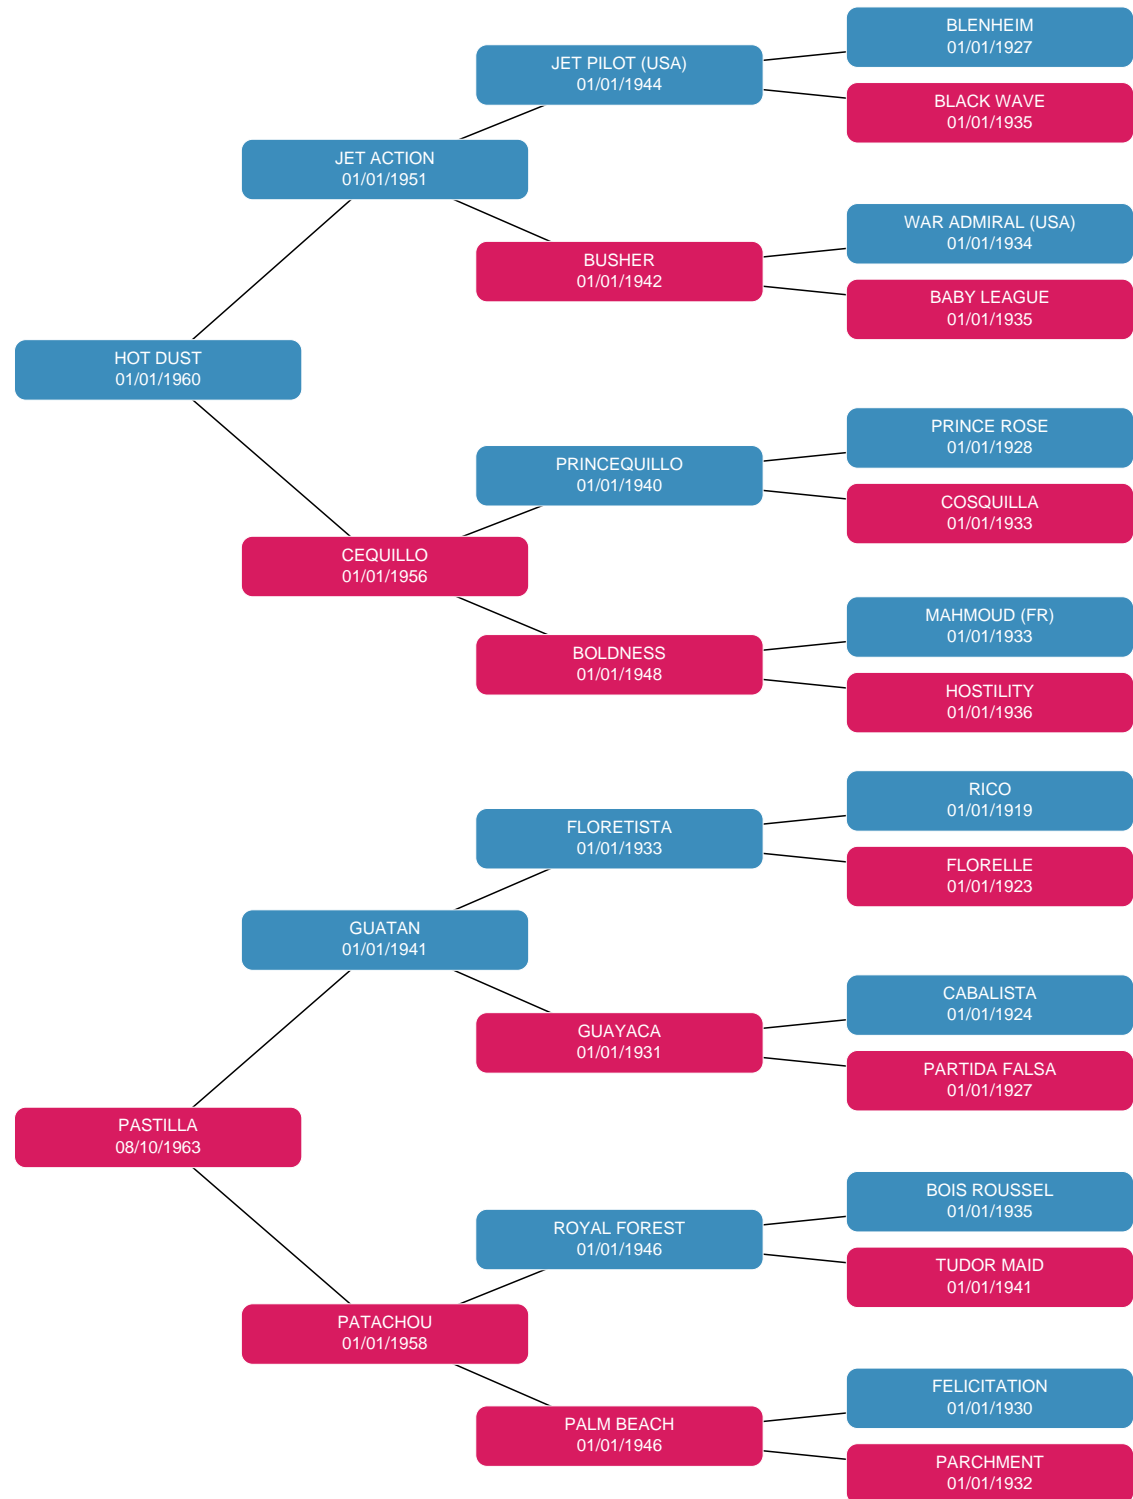 BLENHEIM
01/01/1927
JET PILOT (USA)
01/01/1944
BLACK WAVE
01/01/1935
JET ACTION
01/01/1951
WAR ADMIRAL (USA)
01/01/1934
BUSHER
01/01/1942
BABY LEAGUE
01/01/1935
HOT DUST
01/01/1960
PRINCE ROSE
01/01/1928
PRINCEQUILLO
01/01/1940
COSQUILLA
01/01/1933
CEQUILLO
01/01/1956
MAHMOUD (FR)
01/01/1933
BOLDNESS
01/01/1948
HOSTILITY
01/01/1936
RICO
01/01/1919
FLORETISTA
01/01/1933
FLORELLE
01/01/1923
GUATAN
01/01/1941
CABALISTA
01/01/1924
GUAYACA
01/01/1931
PARTIDA FALSA
01/01/1927
PASTILLA
08/10/1963
BOIS ROUSSEL
01/01/1935
ROYAL FOREST
01/01/1946
TUDOR MAID
01/01/1941
PATACHOU
01/01/1958
FELICITATION
01/01/1930
PALM BEACH
01/01/1946
PARCHMENT
01/01/1932